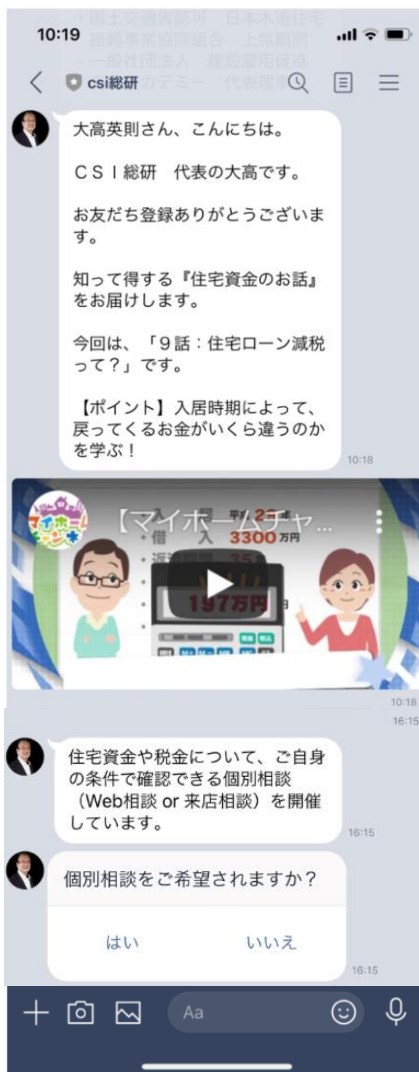 ・国土交通省認可　日本木造住宅
10:19
振興事業協同組合　上席顧問
・一般社団法人　建設雇用促進
csi総研
大高英則さん、こんにちは。
ＣＳＩ総研　代表の大高です。
お友だち登録ありがとうございま
す。
知って得する『住宅資金のお話』
をお届けします。
今回は、「９話：住宅ローン減税
って？」です。
【ポイント】入居時期によって、
戻ってくるお金がいくら違うのか
を学ぶ！
10:18
【マイホームチャ...
借　入　3300万円
197万円
10:18
16:15
住宅資金や税金について、ご自身
の条件で確認できる個別相談
（Web相談 or 来店相談）を開催
しています。
16:15
個別相談をご希望されますか？
はい　いいえ
16:15
Aa